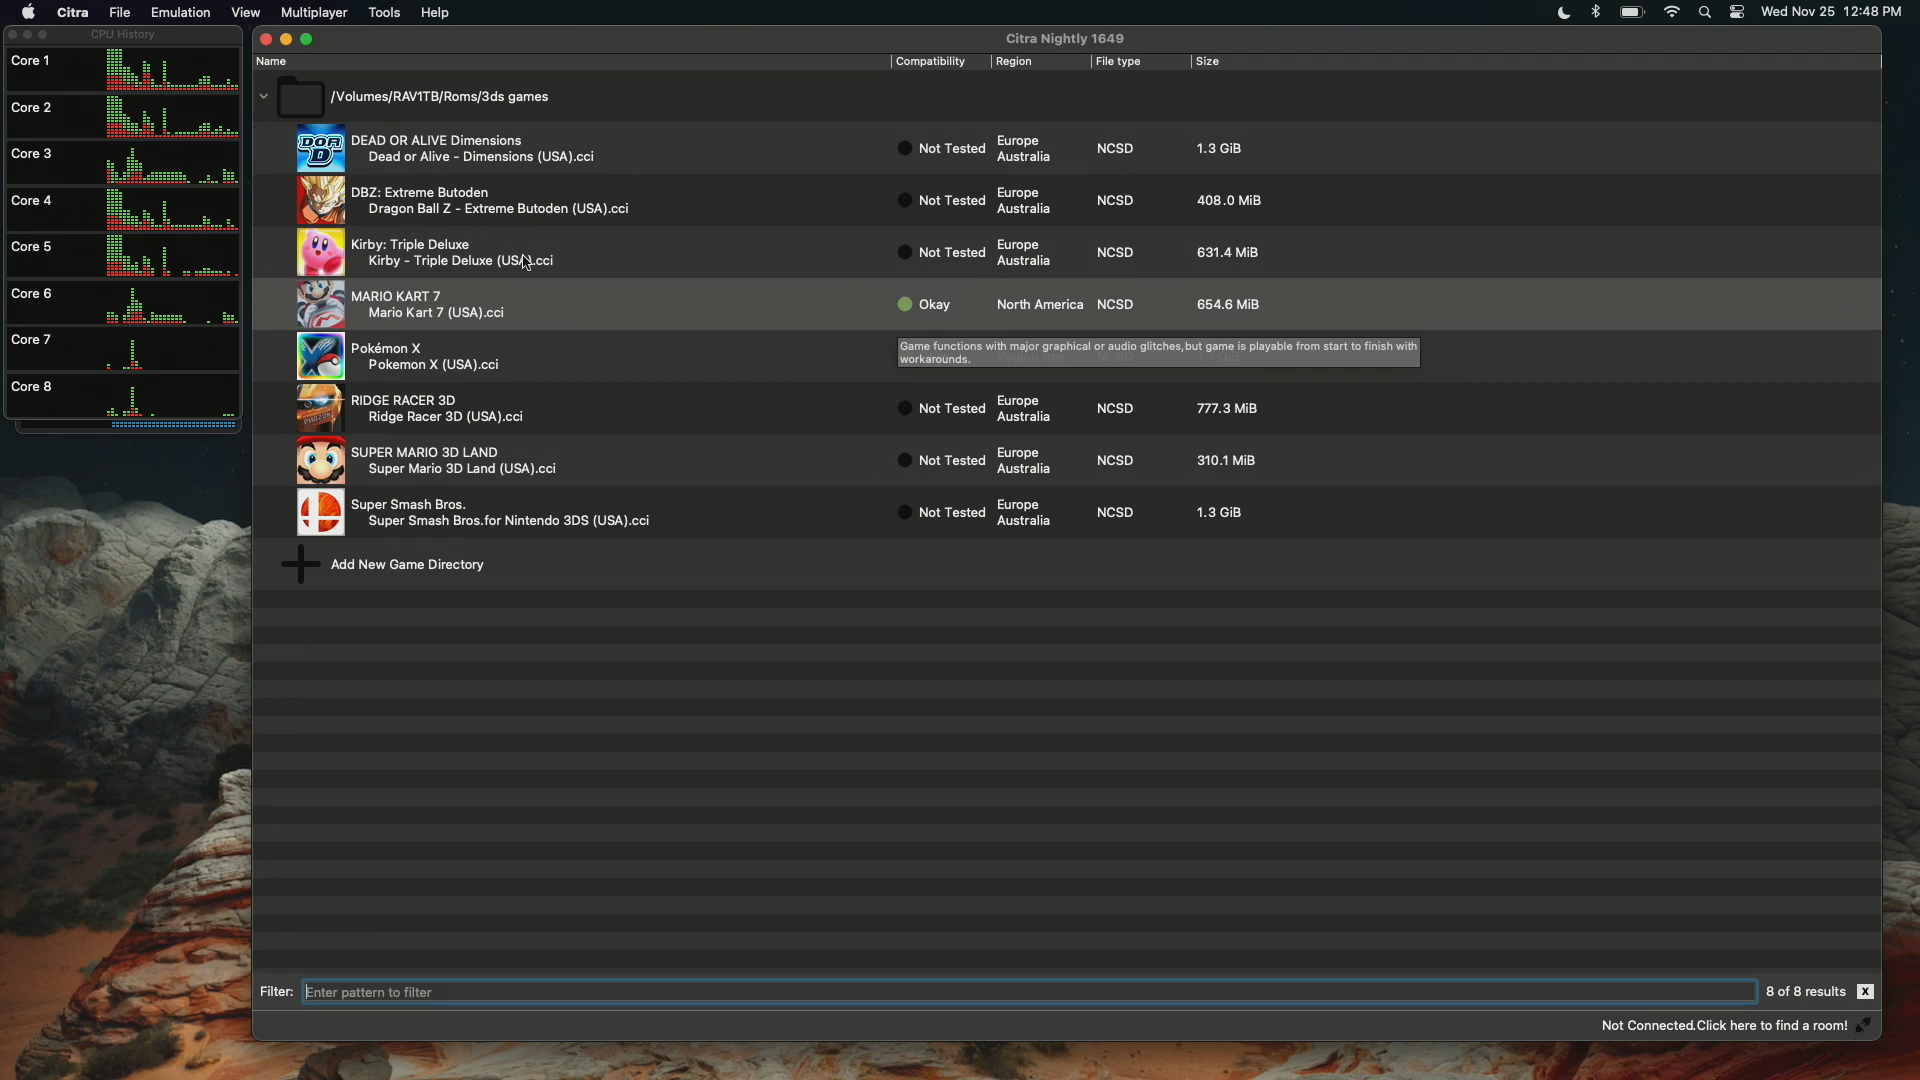 Citra File Emulation View Multiplayer Tools Help
Wed Nov 25 12:48 PM
CPU History
Core 1
Core 2
Core 3
Core 4
Core 5
Core 6
Core 7
Core 8
Citra Nightly 1649
Name Compatibility Region File type Size
/Volumes/RAV1TB/Roms/3ds games
DEAD OR ALIVE Dimensions
Dead or Alive - Dimensions (USA).cci
Not Tested
Europe
Australia
NCSD
1.3 GiB
DBZ: Extreme Butoden
Dragon Ball Z - Extreme Butoden (USA).cci
Not Tested
Europe
Australia
NCSD
408.0 MiB
Kirby: Triple Deluxe
Kirby - Triple Deluxe (USA).cci
Not Tested
Europe
Australia
NCSD
631.4 MiB
MARIO KART 7
Mario Kart 7 (USA).cci
Okay
North America
NCSD
654.6 MiB
Pokémon X
Pokemon X (USA).cci
Game functions with major graphical or audio glitches, but game is playable from start to finish with
workarounds.
RIDGE RACER 3D
Ridge Racer 3D (USA).cci
Not Tested
Europe
Australia
NCSD
777.3 MiB
SUPER MARIO 3D LAND
Super Mario 3D Land (USA).cci
Not Tested
Europe
Australia
NCSD
310.1 MiB
Super Smash Bros.
Super Smash Bros. for Nintendo 3DS (USA).cci
Not Tested
Europe
Australia
NCSD
1.3 GiB
Add New Game Directory
Filter: Enter pattern to filter 8 of 8 results X
Not Connected. Click here to find a room!